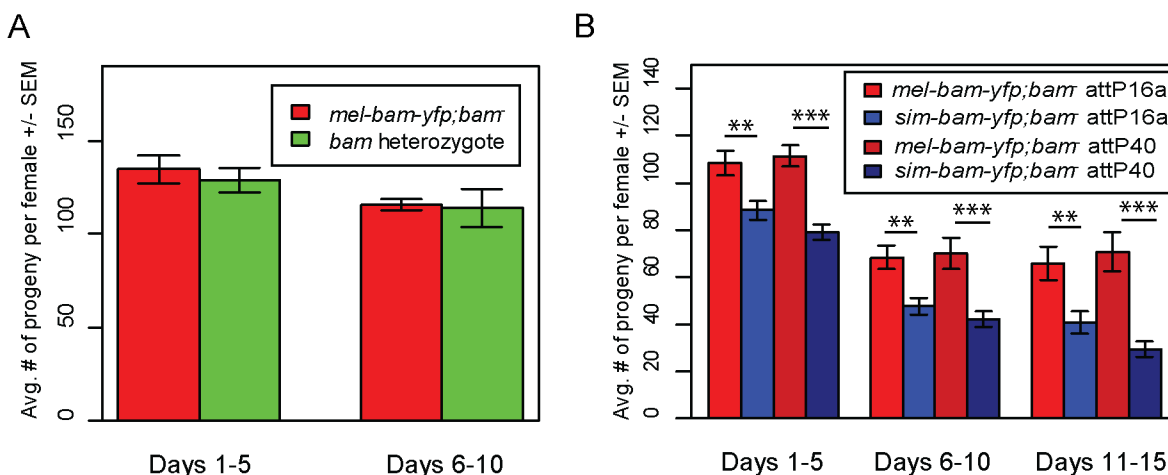 A
Avg. # of progeny per female +/- SEM
0
50
100
150
mel-bam-yfp;bam-
bam heterozygote
Days 1-5
Days 6-10
B
Avg. # of progeny per female +/- SEM
0
20
40
60
80
100
120
140
mel-bam-yfp;bam- attP16a
sim-bam-yfp;bam- attP16a
mel-bam-yfp;bam- attP40
sim-bam-yfp;bam- attP40
** ***
** ***
** ***
Days 1-5
Days 6-10
Days 11-15